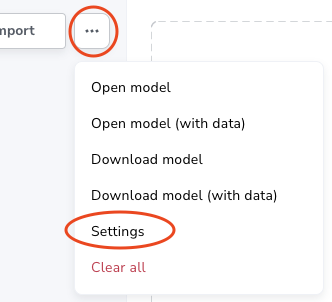 mport
...
Open model
Open model (with data)
Download model
Download model (with data)
Settings
Clear all